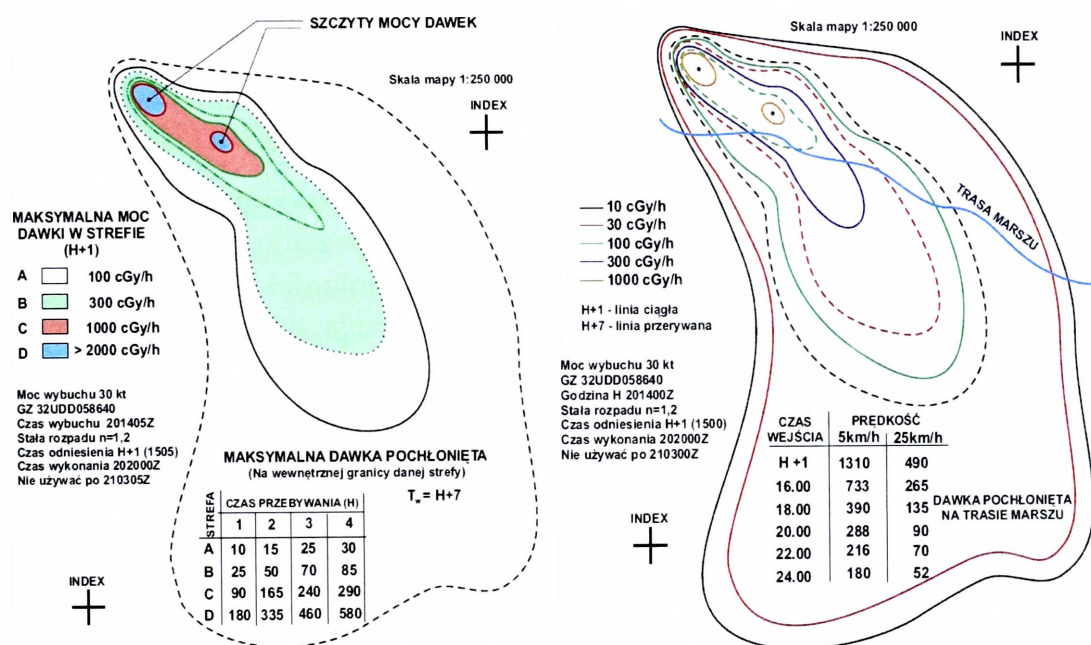 SZCZYTY MOCY DAWEK
Skala mapy 1:250 000
INDEX
MAKSYMALNA MOC
DAWKI W STREFIE
(H+1)
A 100 cGy/h
B 300 cGy/h
C 1000 cGy/h
D > 2000 cGy/h
Moc wybuchu 30 kt
GZ 32UDD058640
Czas wybuchu 201405Z
Stała rozpadu n=1,2
Czas odniesienia H+1 (1505)
Czas wykonania 202000Z
Nie używać po 210305Z
MAKSYMALNA DAWKA POCHŁONIĘTA
(Na wewnętrznej granicy danej strefy)
Tw = H+7
STREFA
CZAS PRZEBYWANIA (H)
1 2 3 4
A 10 15 25 30
B 25 50 70 85
C 90 165 240 290
D 180 335 460 580
INDEX
Skala mapy 1:250 000
INDEX
TRASA MARSZU
10 cGy/h
30 cGy/h
100 cGy/h
300 cGy/h
1000 cGy/h
H+1 - linia ciągła
H+7 - linia przerywana
Moc wybuchu 30 kt
GZ 32UDD058640
Godzina H 201400Z
Stała rozpadu n=1,2
Czas odniesienia H+1 (1500)
Czas wykonania 202000Z
Nie używać po 210300Z
CZAS WEJŚCIA
PRĘDKOŚĆ
5km/h 25km/h
H +1 1310 490
16.00 733 265
18.00 390 135
20.00 288 90
22.00 216 70
24.00 180 52
DAWKA POCHŁONIĘTA
NA TRASIE MARSZU
INDEX